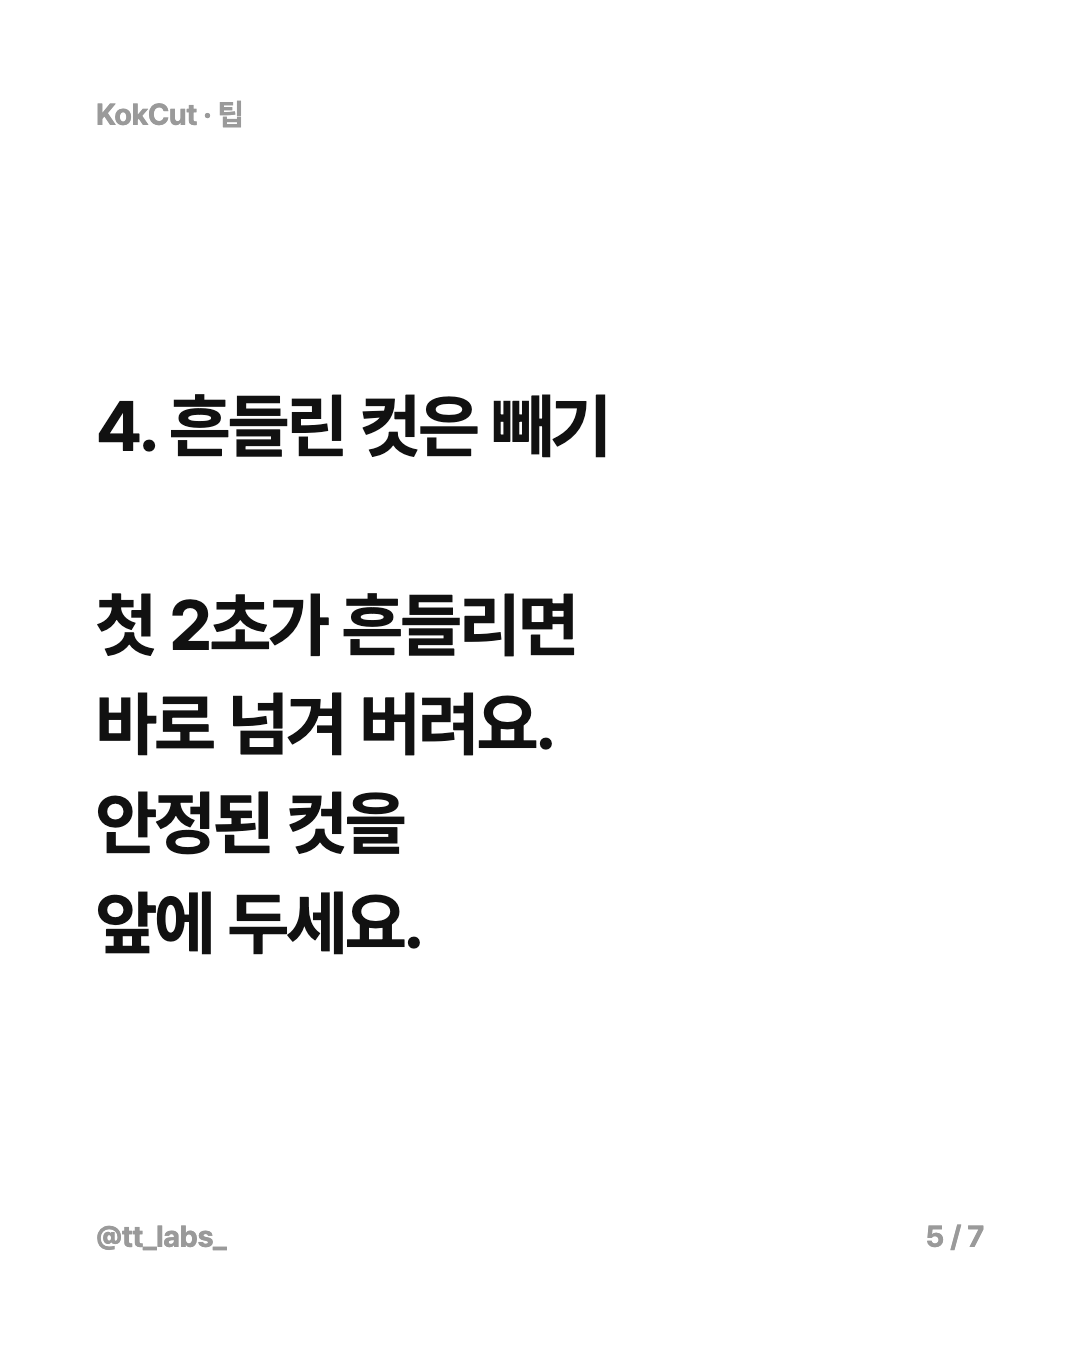 KokCut · 팁
4. 흔들린 컷은 빼기
첫 2초가 흔들리면
바로 넘겨 버려요.
안정된 컷을
앞에 두세요.
@tt_labs_
5 / 7